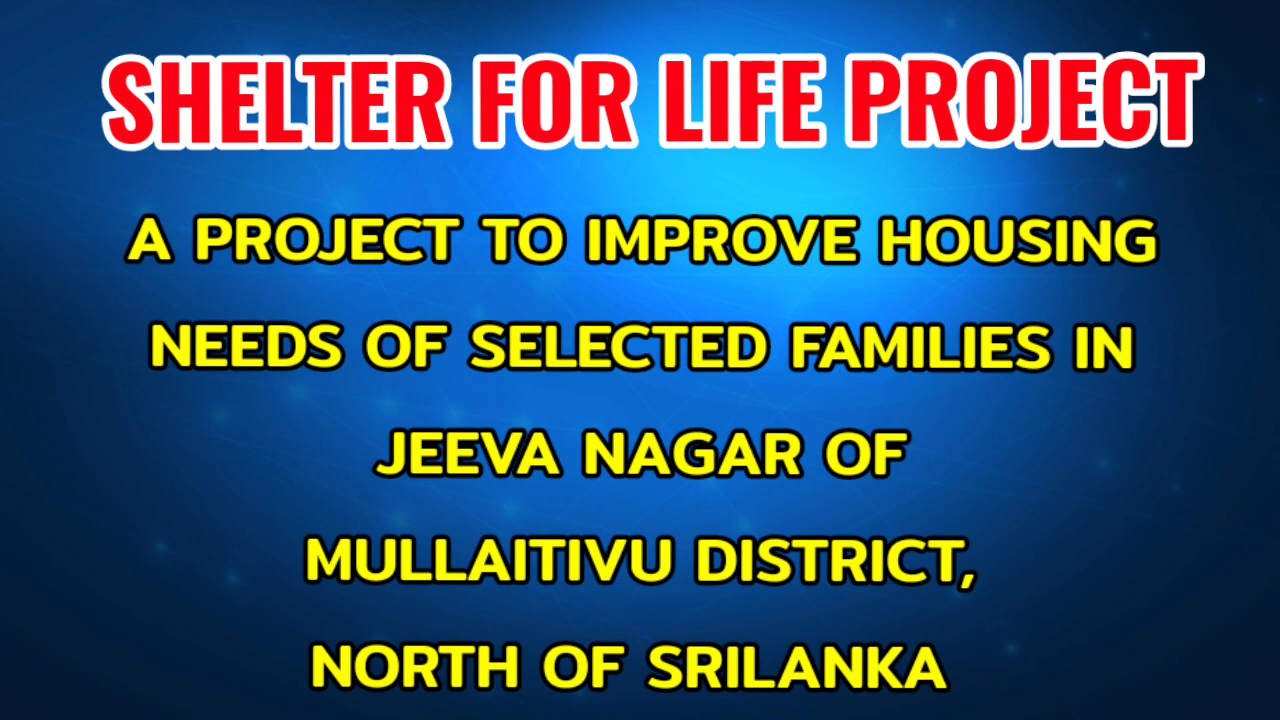 SHELTER FOR LIFE PROJECT
A PROJECT TO IMPROVE HOUSING
NEEDS OF SELECTED FAMILIES IN
JEEVA NAGAR OF
MULLAITIVU DISTRICT,
NORTH OF SRILANKA